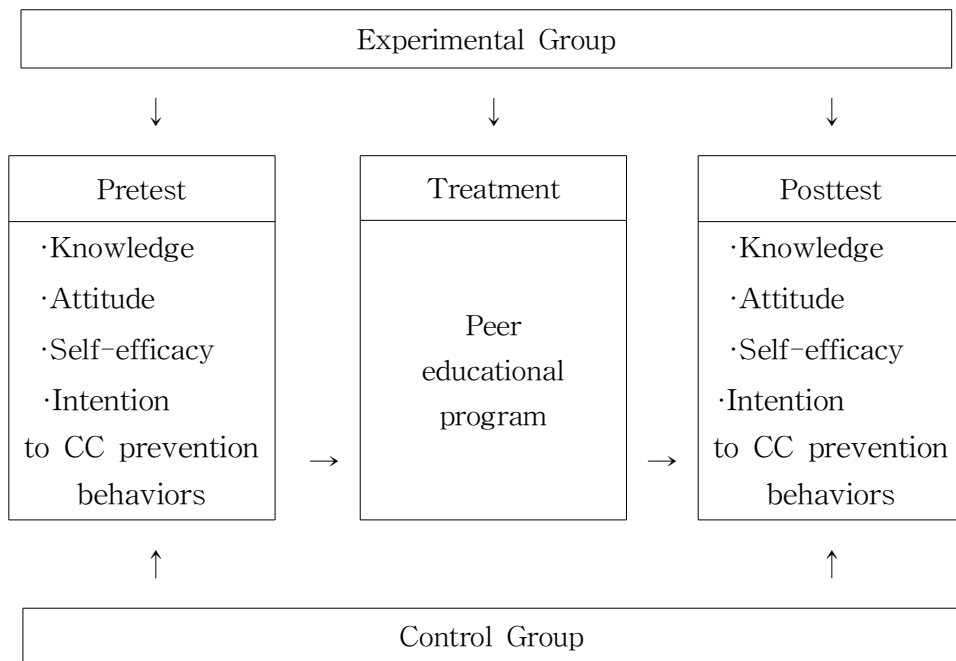 Experimental Group
↓ ↓ ↓
Pretest
·Knowledge
·Attitude
·Self-efficacy
·Intention
to CC prevention
behaviors
→
Treatment
Peer
educational
program
→
Posttest
·Knowledge
·Attitude
·Self-efficacy
·Intention
to CC prevention
behaviors
↑ ↑
Control Group